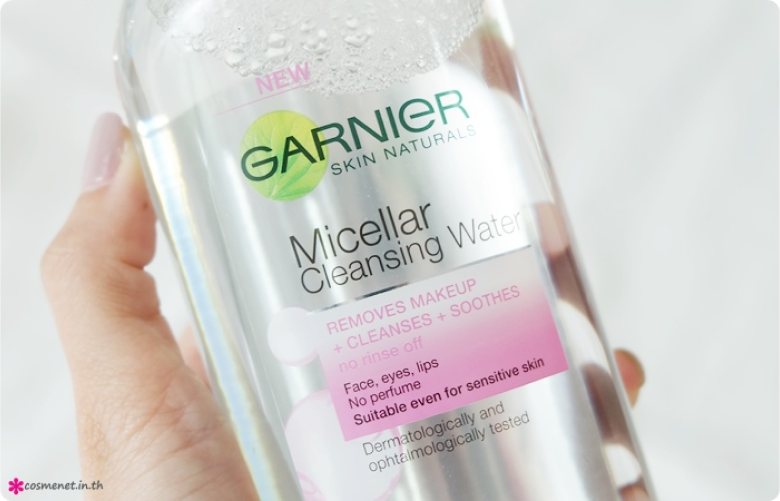 NEW
GARNIER
SKIN NATURALS
Micellar
Cleansing Water
REMOVES MAKEUP
+ CLEANSES + SOOTHES
no rinse off
Face, eyes, lips
No perfume
Suitable even for sensitive skin
Dermatologically and
ophtalmologically tested
cosmenet.in.th